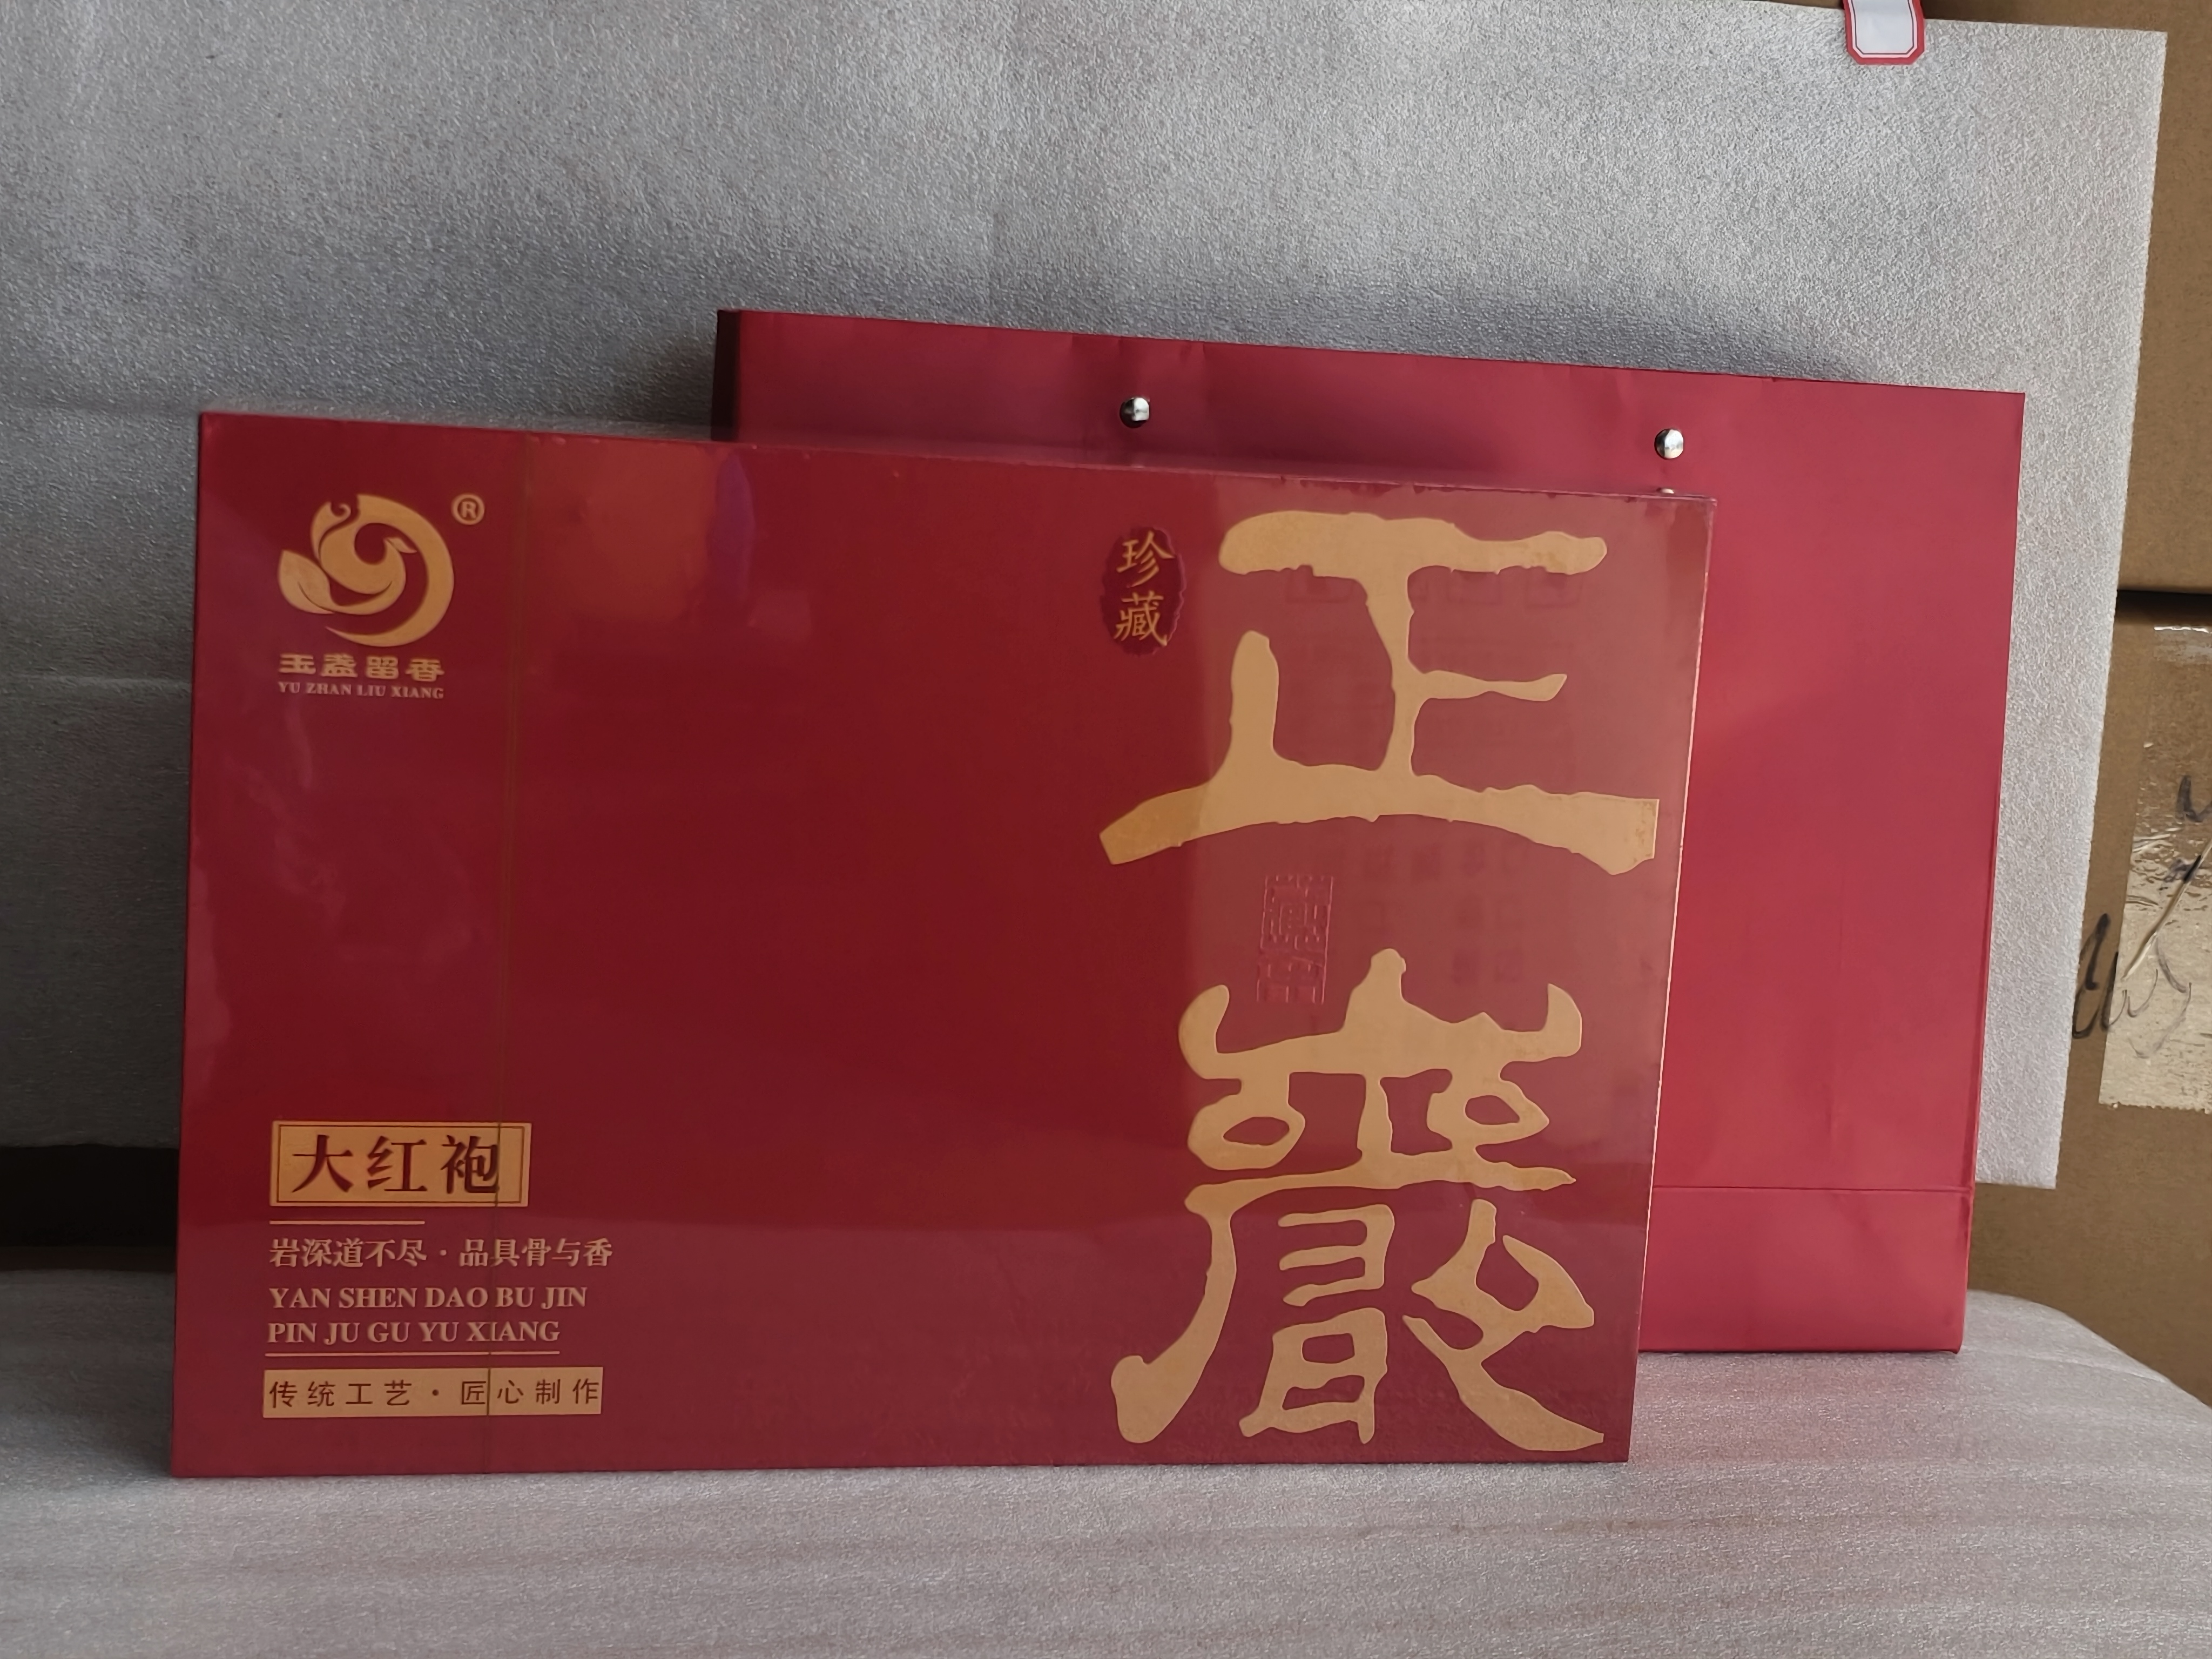 ®
玉盏留香
YU ZHAN LIU XIANG
珍藏
正巖
大红袍
岩深道不尽·品具骨与香
YAN SHEN DAO BU JIN
PIN JU GU YU XIANG
传统工艺·匠心制作